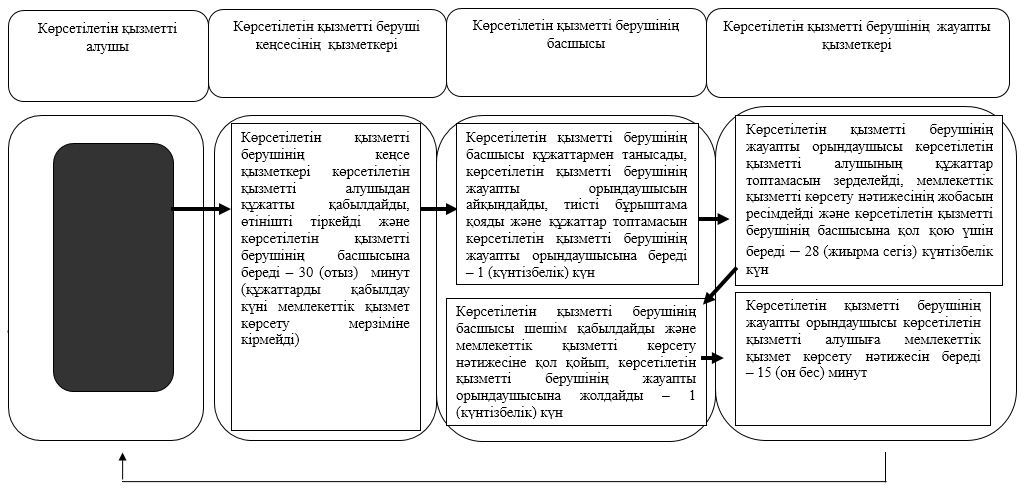 Көрсетілетін қызметті
алушы
Көрсетілетін қызметті беруші
кеңсесінің қызметкері
Көрсетілетін қызметті берушінің
басшысы
Көрсетілетін қызметті берушінің жауапты
қызметкері
Көрсетілетін қызметті
берушінің кеңсе
қызметкері көрсетілетін
қызметті алушыдан
құжатты қабылдайды,
өтінішті тіркейді және
көрсетілетін қызметті
берушінің басшысына
береді – 30 (отыз) минут
(құжаттарды қабылдау
күні мемлекеттік қызмет
көрсету мерзіміне
кірмейді)
Көрсетілетін қызметті берушінің
басшысы құжаттармен танысады,
көрсетілетін қызметті берушінің
жауапты орындаушысын
айқындайды, тиісті бұрыштама
қояды және құжаттар топтамасын
көрсетілетін қызметті берушінің
жауапты орындаушысына береді
– 1 (күнтізбелік) күн
Көрсетілетін қызметті берушінің
басшысы шешім қабылдайды және
мемлекеттік қызметті көрсету
нәтижесіне қол қойып, көрсетілетін
қызметті берушінің жауапты
орындаушысына жолдайды – 1
(күнтізбелік) күн
Көрсетілетін қызметті берушінің
жауапты орындаушысы көрсетілетін
қызметті алушының құжаттар
топтамасын зерделейді, мемлекеттік
қызметті көрсету нәтижесінің жобасын
ресімдейді және көрсетілетін қызметті
берушінің басшысына қол қою үшін
береді – 28 (жиырма сегіз) күнтізбелік
күн
Көрсетілетін қызметті берушінің
жауапты орындаушысы көрсетілетін
қызметті алушыға мемлекеттік
қызмет көрсету нәтижесін береді
– 15 (он бес) минут